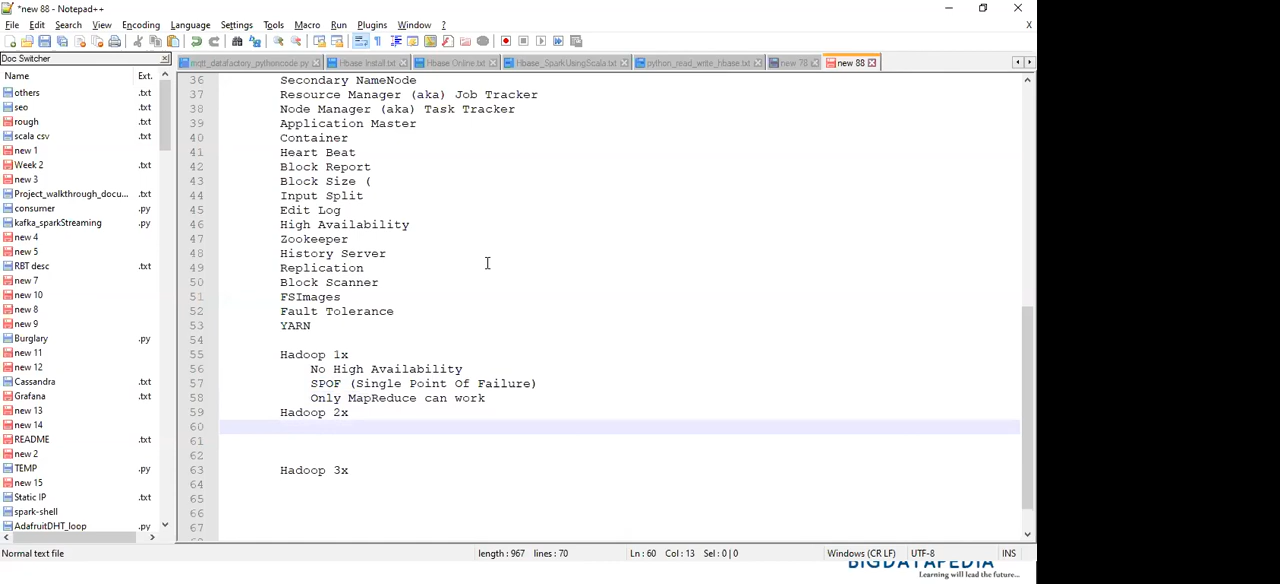 *new 88 - Notepad++
File Edit Search View Encoding Language Settings Tools Macro Run Plugins Window ? X
Doc Switcher
mqtt_datafactory_pythoncode.py Hbase Install.txt Hbase Online.txt Hbase_SparkUsingScala.txt python_read_write_hbase.txt new 78 new 88
Name Ext.
others .txt
seo .txt
rough .txt
scala csv .txt
new 1
Week 2 .txt
new 3
Project_walkthrough_docu... .txt
consumer .py
kafka_sparkStreaming .py
new 4
new 5
RBT desc .txt
new 7
new 10
new 8
new 9
Burglary .py
new 11
new 12
Cassandra .txt
Grafana .txt
new 13
new 14
README .txt
new 2
TEMP .py
new 15
Static IP .txt
spark-shell .txt
AdafruitDHT_loop .py
36 Secondary NameNode
37 Resource Manager (aka) Job Tracker
38 Node Manager (aka) Task Tracker
39 Application Master
40 Container
41 Heart Beat
42 Block Report
43 Block Size (
44 Input Split
45 Edit Log
46 High Availability
47 Zookeeper
48 History Server
49 Replication
50 Block Scanner
51 FSImages
52 Fault Tolerance
53 YARN
54
55 Hadoop 1x
56 No High Availability
57 SPOF (Single Point Of Failure)
58 Only MapReduce can work
59 Hadoop 2x
60
61
62
63 Hadoop 3x
64
65
66
67
Normal text file length : 967 lines : 70 Ln : 60 Col : 13 Sel : 0 | 0 Windows (CR LF) UTF-8 INS
BIGDATAPEDIA
Learning will lead the future...